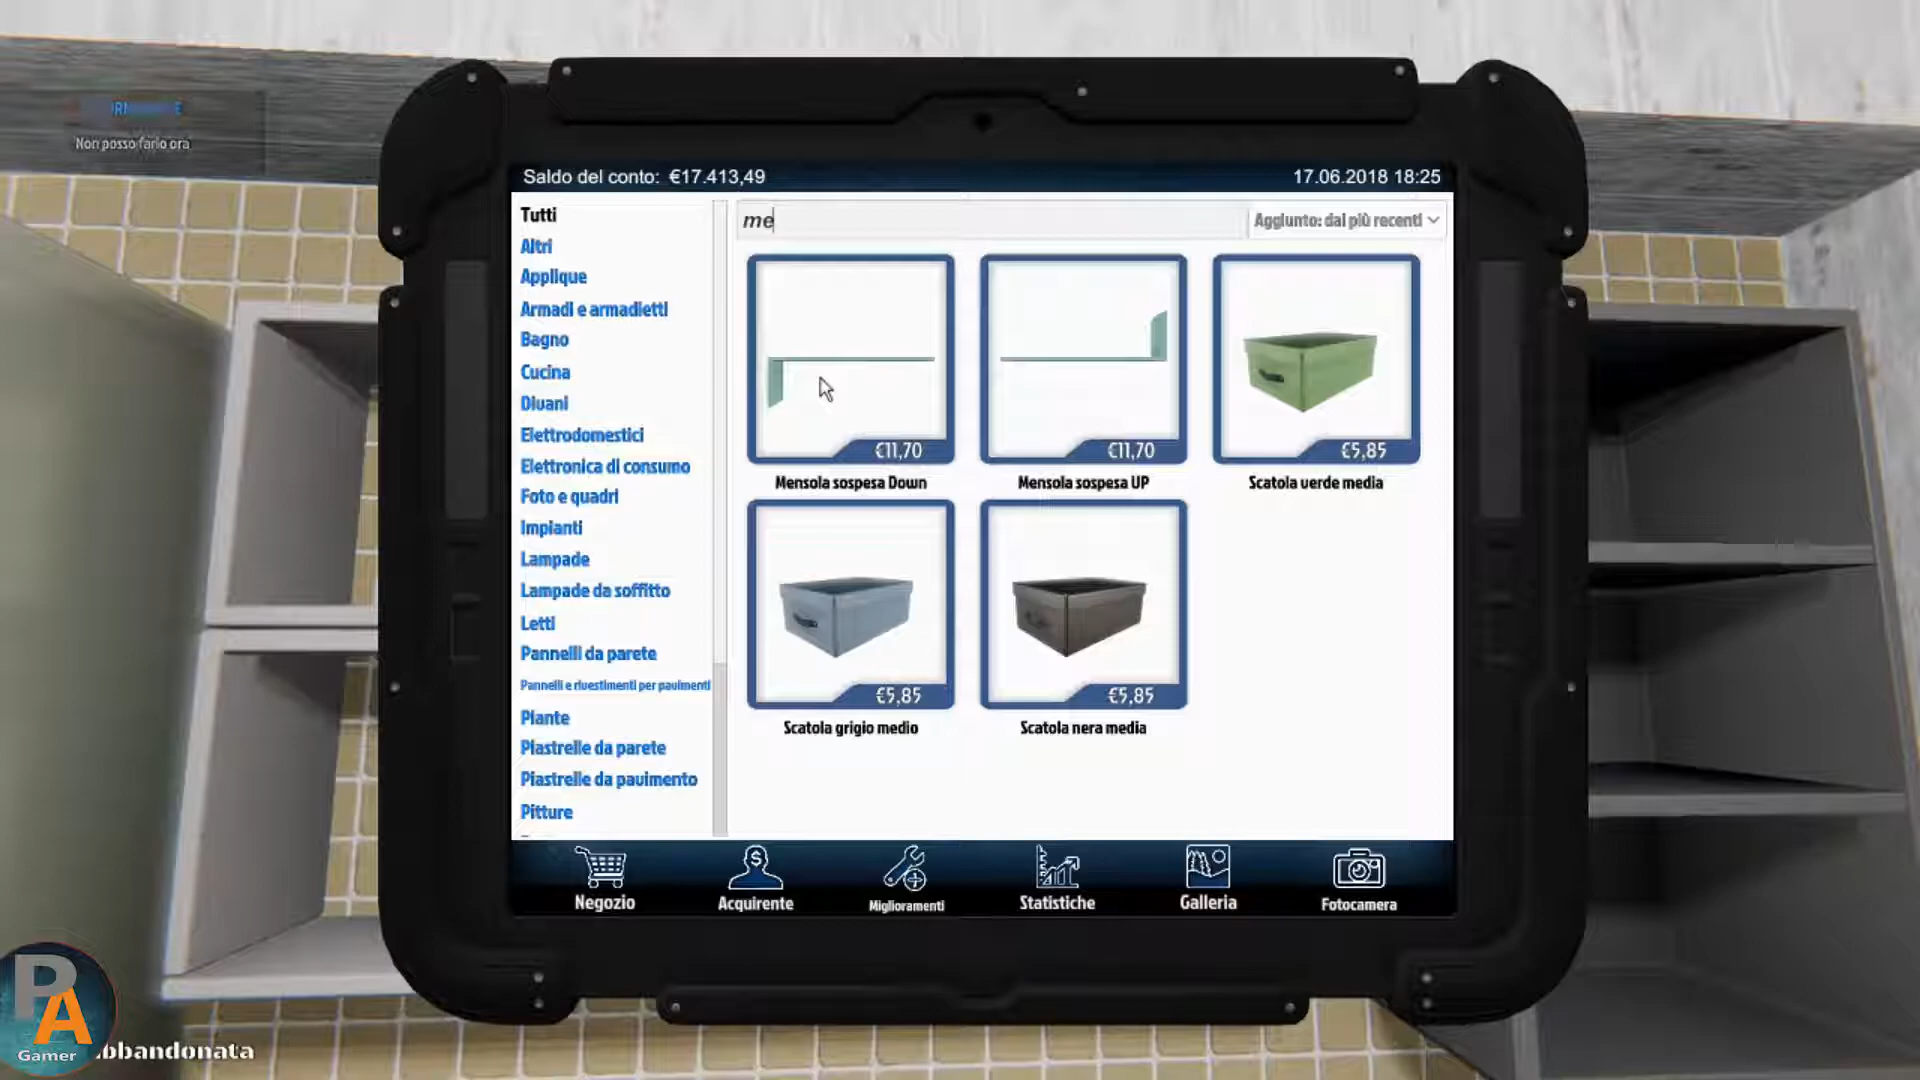 Non posso farlo ora
Saldo del conto: €17.413,49
17.06.2018 18:25
Tutti
Altri
Applique
Armadi e armadietti
Bagno
Cucina
Divani
Elettrodomestici
Elettronica di consumo
Foto e quadri
Impianti
Lampade
Lampade da soffitto
Letti
Pannelli da parete
Pannelli e rivestimenti per pavimenti
Piante
Piastrelle da parete
Piastrelle da pavimento
Pitture
me
Aggiunto: dal più recenti
€11,70
€11,70
€5,85
Mensola sospesa Down
Mensola sospesa UP
Scatola verde media
€5,85
€5,85
Scatola grigio medio
Scatola nera media
Negozio
Acquirente
Miglioramenti
Statistiche
Galleria
Fotocamera
PA
Gamer
bbandonata